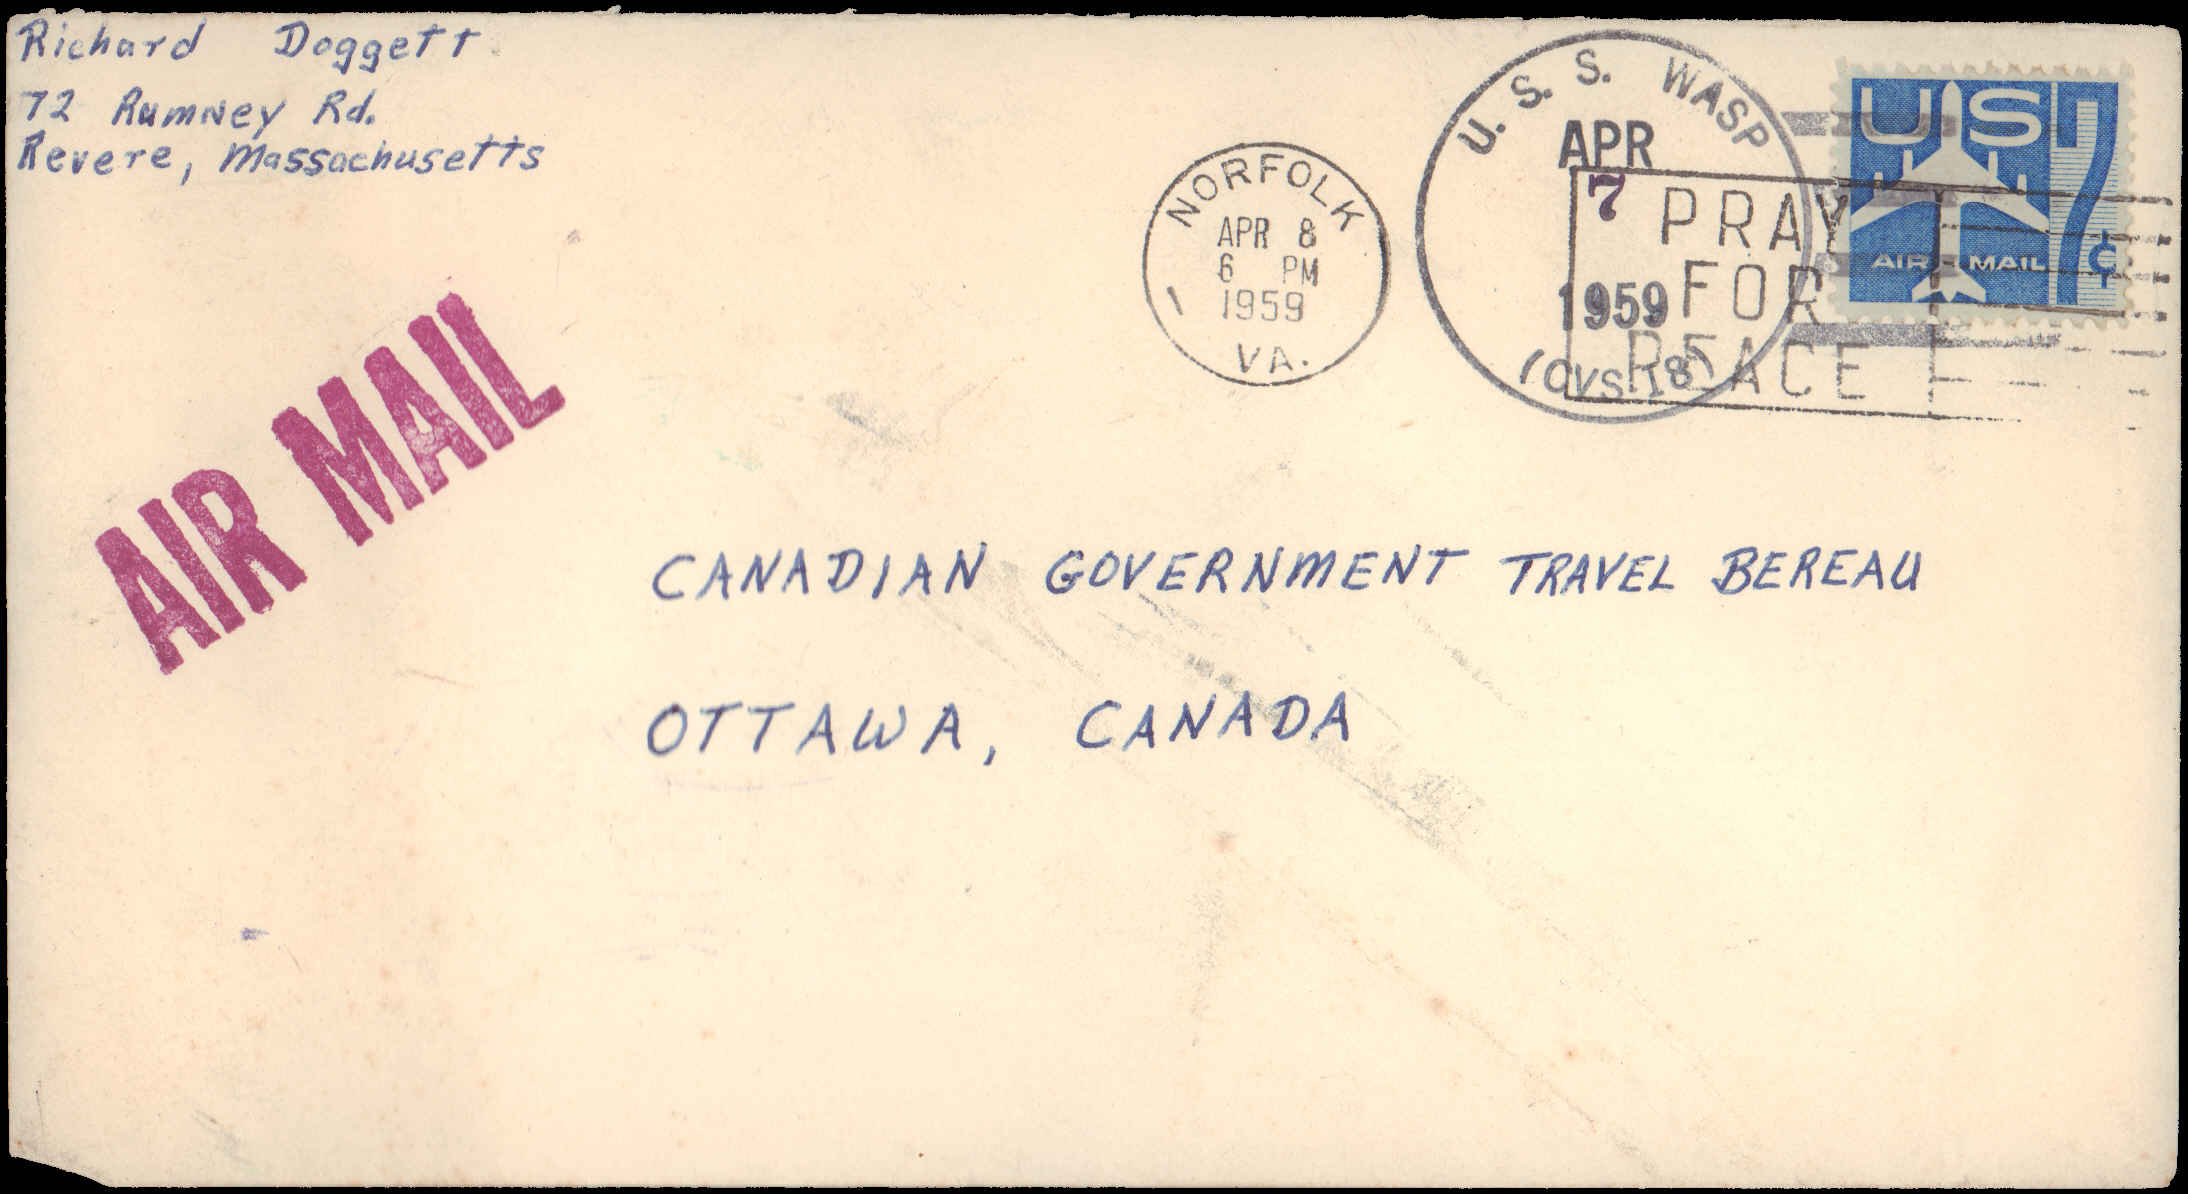 Richard Doggett
72 Rumney Rd.
Revere, Massachusetts
AIR MAIL
NORFOLK
APR 8
6 PM
1959
1
VA.
U.S.S. WASP
APR
7
1959
(CVS 18)
PRAY
FOR
PEACE
US 7¢
AIR MAIL
CANADIAN GOVERNMENT TRAVEL BEREAU
OTTAWA, CANADA